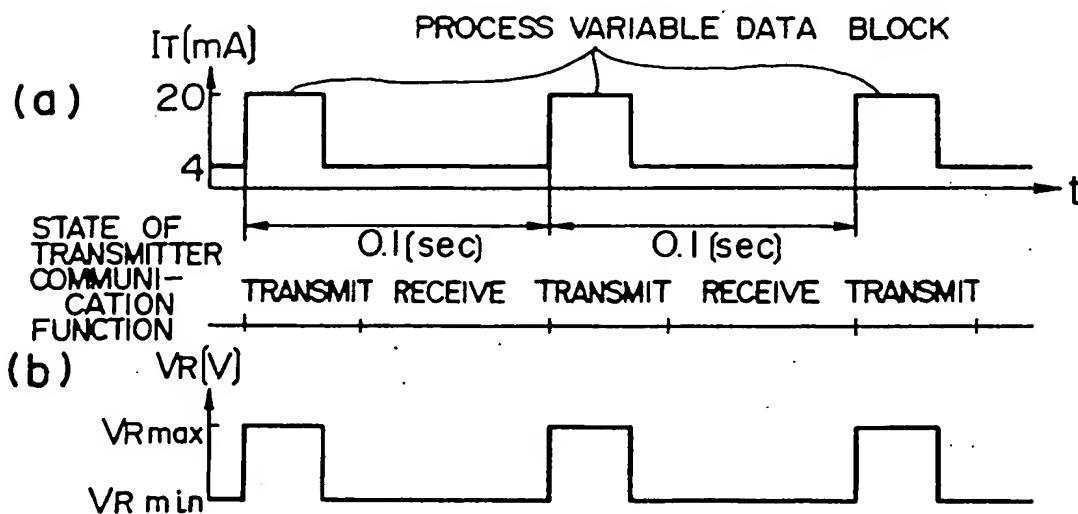 PROCESS VARIABLE DATA BLOCK
IT(mA)
(a)
20
4
t
0.1(sec) 0.1(sec)
STATE OF
TRANSMITTER
COMMUNI-
CATION
FUNCTION
TRANSMIT RECEIVE TRANSMIT RECEIVE TRANSMIT
(b)
VR(V)
VRmax
VRmin